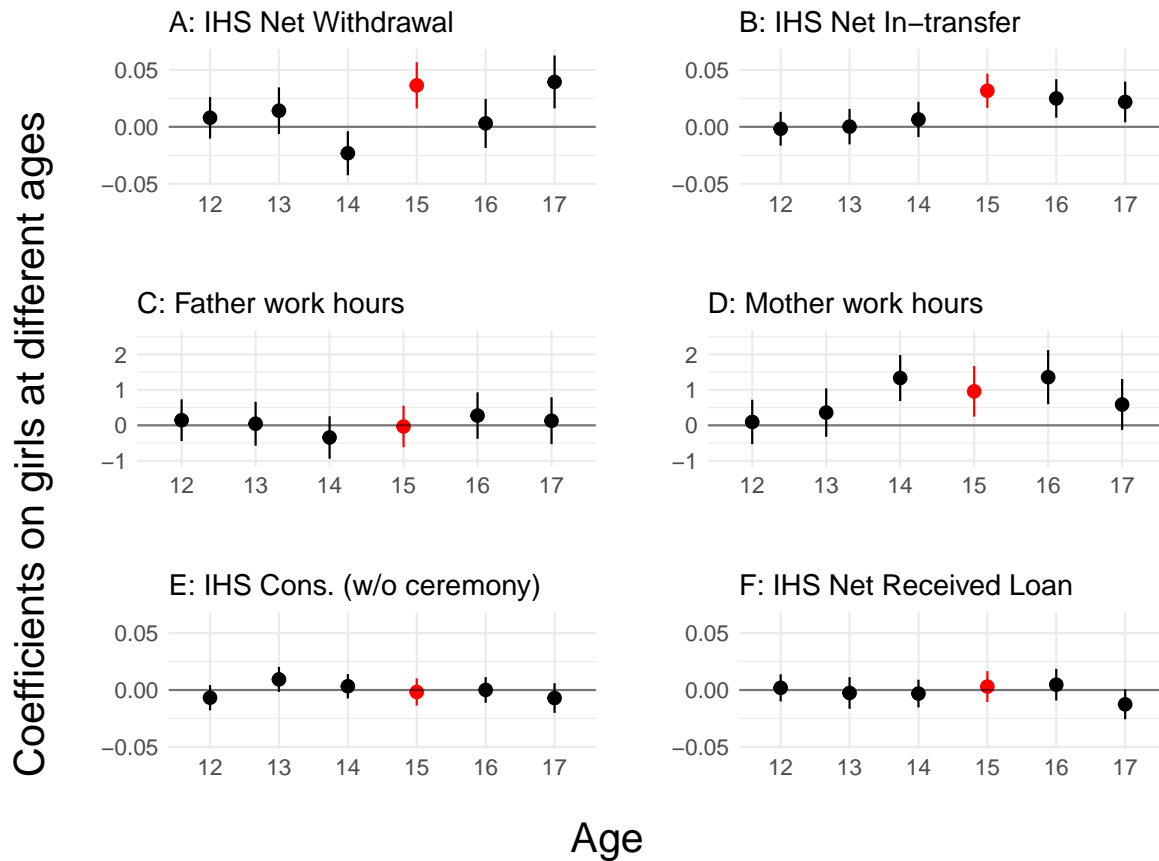 Coefficients on girls at different ages
A: IHS Net Withdrawal
0.05
0.00
−0.05
12 13 14 15 16 17
B: IHS Net In−transfer
0.05
0.00
−0.05
12 13 14 15 16 17
C: Father work hours
2
1
0
−1
12 13 14 15 16 17
D: Mother work hours
2
1
0
−1
12 13 14 15 16 17
E: IHS Cons. (w/o ceremony)
0.05
0.00
−0.05
12 13 14 15 16 17
F: IHS Net Received Loan
0.05
0.00
−0.05
12 13 14 15 16 17
Age